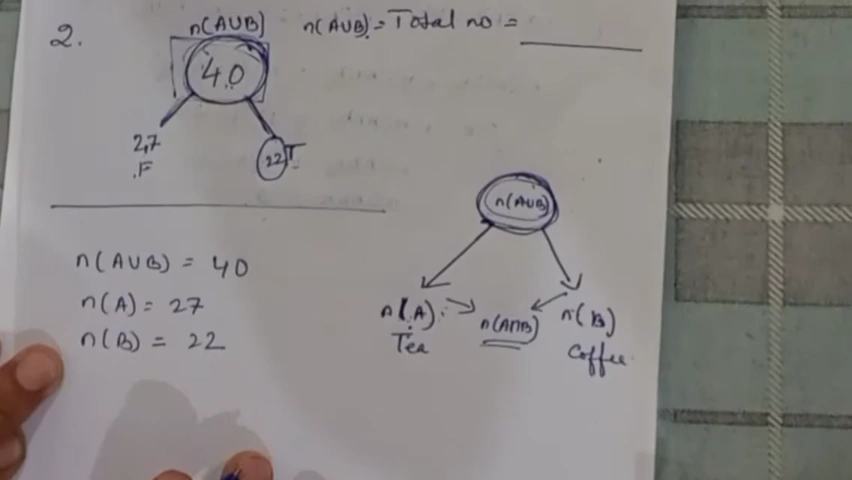 2.
n(AUB)
n(AUB) = Total no = 
40
27
F
22
T
n(AUB)
n(AUB) = 40
n(A) = 27
n(B) = 22
n(A)
Tea
n(A∩B)
n(B)
Coffee